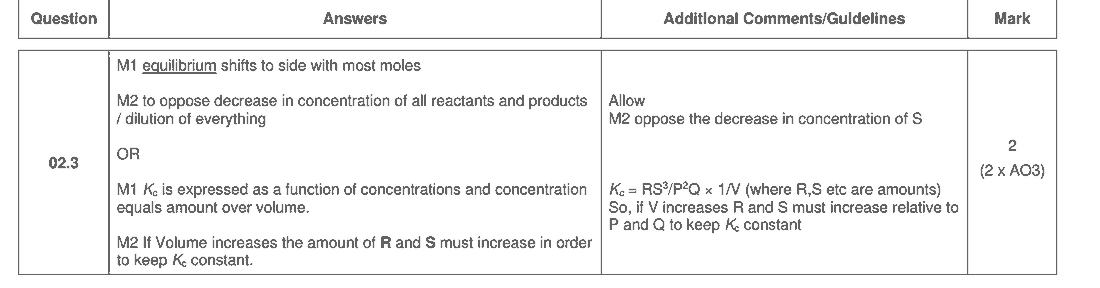 Question Answers Additional Comments/Guidelines Mark
02.3
M1 equilibrium shifts to side with most moles
M2 to oppose decrease in concentration of all reactants and products
/ dilution of everything
OR
M1 Kc is expressed as a function of concentrations and concentration
equals amount over volume.
M2 If Volume increases the amount of R and S must increase in order
to keep Kc constant.
Allow
M2 oppose the decrease in concentration of S
Kc = RS³/P²Q × 1/V (where R,S etc are amounts)
So, if V increases R and S must increase relative to
P and Q to keep Kc constant
2
(2 x AO3)